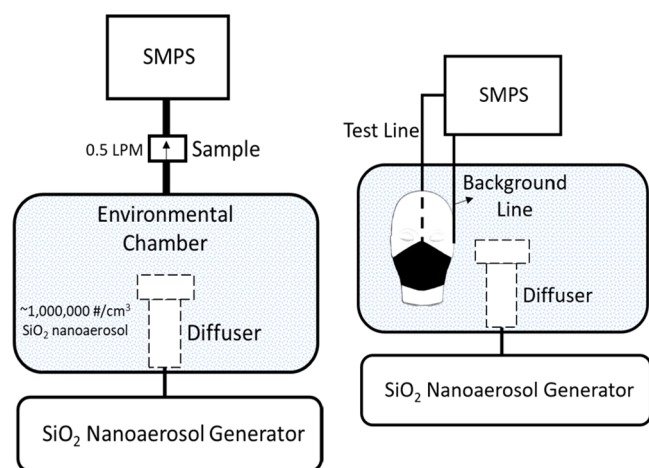 SMPS
0.5 LPM
Sample
Environmental
Chamber
~1,000,000 #/cm³
SiO₂ nanoaerosol
Diffuser
SiO₂ Nanoaerosol Generator
SMPS
Test Line
Background
Line
Diffuser
SiO₂ Nanoaerosol Generator